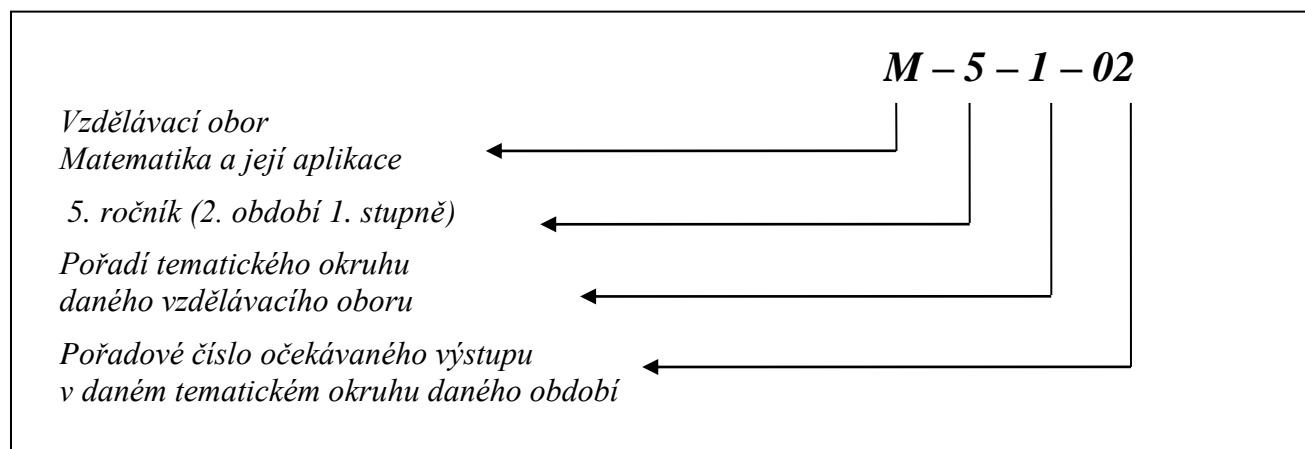 M – 5 – 1 – 02
Vzdělávací obor
Matematika a její aplikace
5. ročník (2. období 1. stupně)
Pořadí tematického okruhu
daného vzdělávacího oboru
Pořadové číslo očekávaného výstupu
v daném tematickém okruhu daného období